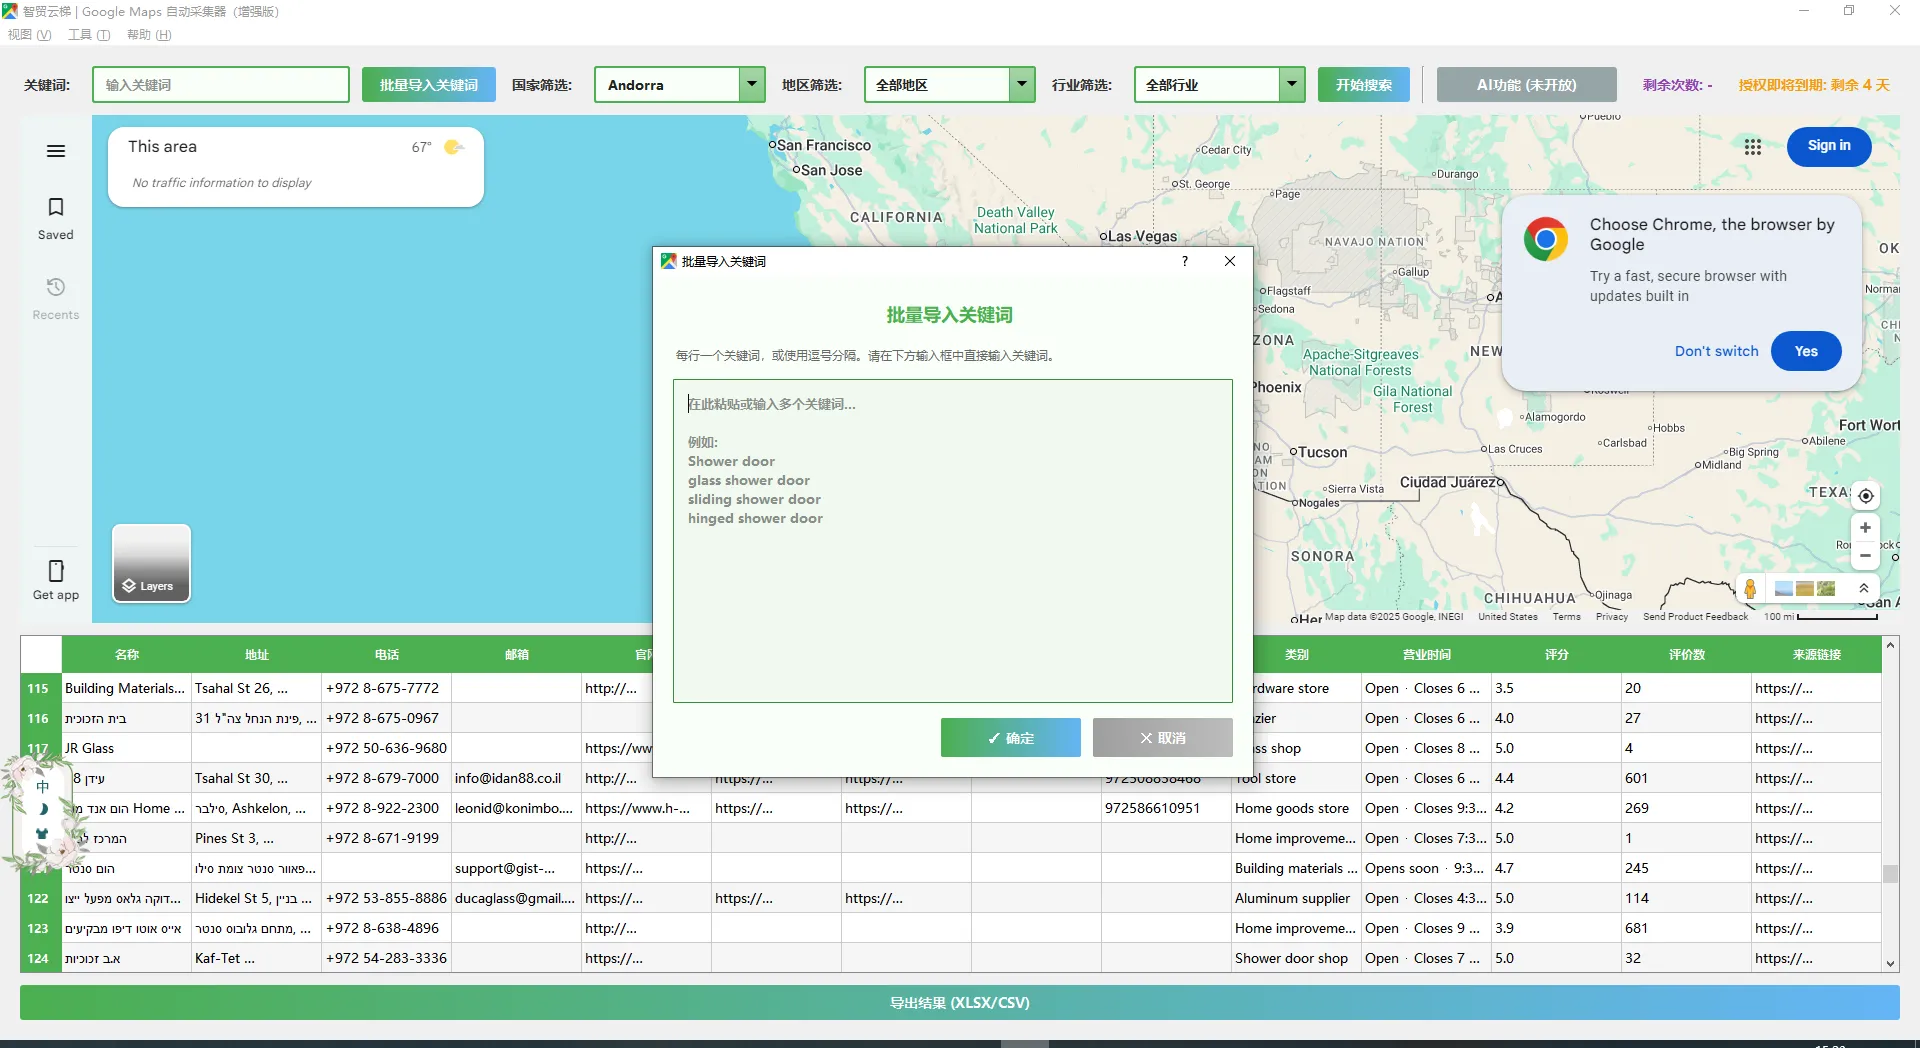 智贸云梯 | Google Maps 自动采集器（增强版）
视图 (V) 工具 (T) 帮助 (H)
关键词: 输入关键词 批量导入关键词 国家筛选: Andorra 地区筛选: 全部地区 行业筛选: 全部行业 开始搜索 AI功能 (未开放) 剩余次数: - 授权即将到期: 剩余 4 天
This area 67°
No traffic information to display
Saved
Recents
Get app
Layers
San Francisco
San Jose
CALIFORNIA
Death Valley National Park
Las Vegas
Cedar City
St. George
Page
Durango
Pueblo
NAVAJO NATION
Gallup
Flagstaff
Sedona
ZONA
Apache-Sitgreaves National Forests
Phoenix
Gila National Forest
NEW
Alamogordo
Hobbs
Carlsbad
Las Cruces
Tucson
Sierra Vista
Nogales
Ciudad Juárez
Big Spring
Midland
Abilene
Fort Wort
TEXA
SONORA
CHIHUAHUA
Ojinaga
Sign in
Choose Chrome, the browser by Google
Try a fast, secure browser with updates built in
Don't switch Yes
Map data ©2025 Google, INEGI United States Terms Privacy Send Product Feedback 100 mi
批量导入关键词 ?
批量导入关键词
每行一个关键词，或使用逗号分隔。请在下方输入框中直接输入关键词。
在此粘贴或输入多个关键词...
例如:
Shower door
glass shower door
sliding shower door
hinged shower door
✓ 确定 ✕ 取消
名称 地址 电话 邮箱 类别 营业时间 评分 评价数 来源链接
115 Building Materials... Tsahal St 26, ... +972 8-675-7772 http://... rdware store Open · Closes 6 ... 3.5 20 https://...
116 בית הזכוכית 31 פינת הנחל צה"ל, ... +972 8-675-0967 zier Open · Closes 6 ... 4.0 27 https://...
117 JR Glass +972 50-636-9680 https://ww ss shop Open · Closes 8 ... 5.0 4 https://...
עידן 88 Tsahal St 30, ... +972 8-679-7000 info@idan88.co.il http://... https://... https://... 972508858468 Tool store Open · Closes 6 ... 4.4 601 https://...
הום אנד Home ... סילבר, Ashkelon, ... +972 8-922-2300 leonid@konimbo.... https://www.h-... https://... https://... 972586610951 Home goods store Open · Closes 9:3... 4.2 269 https://...
המרכז Pines St 3, ... +972 8-671-9199 http://... Home improveme... Open · Closes 7:3... 5.0 1 https://...
הום סנטר פאוור סנטר צומת סילו... support@gist-... https://... Building materials ... Opens soon · 9:3... 4.7 245 https://...
122 דוקה גלאס מפעל ייצו... Hidekel St 5, בניין ... +972 53-855-8886 ducaglass@gmail.... https://... https://... https://... Aluminum supplier Open · Closes 4:3... 5.0 114 https://...
123 אייס אוטו דיפו מבקיעים מתחם גלובוס סנטר, ... +972 8-638-4896 http://... Home improveme... Open · Closes 9 ... 3.9 681 https://...
124 א.ב זכוכיות Kaf-Tet ... +972 54-283-3336 https://... Shower door shop Open · Closes 7 ... 5.0 32 https://...
中
导出结果 (XLSX/CSV)